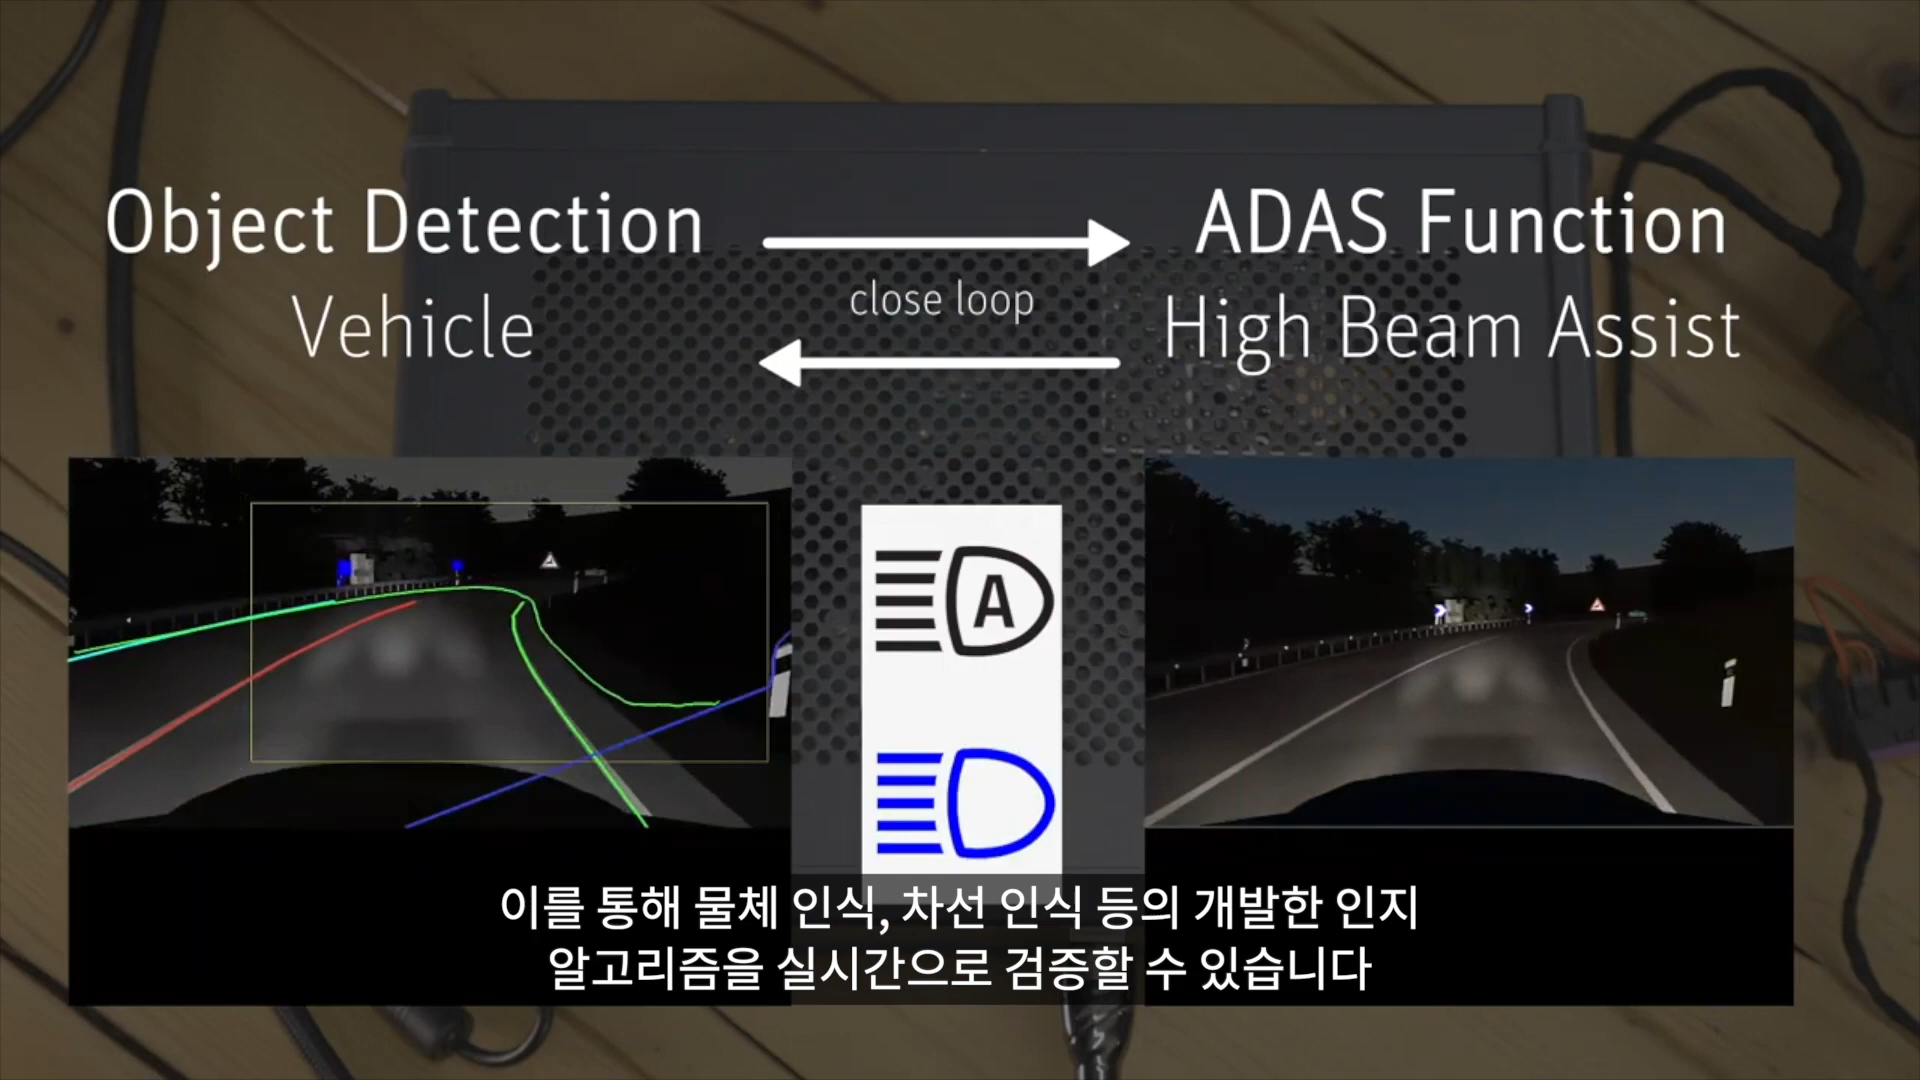 Object Detection
Vehicle
close loop
ADAS Function
High Beam Assist
A
이를 통해 물체 인식, 차선 인식 등의 개발한 인지
알고리즘을 실시간으로 검증할 수 있습니다